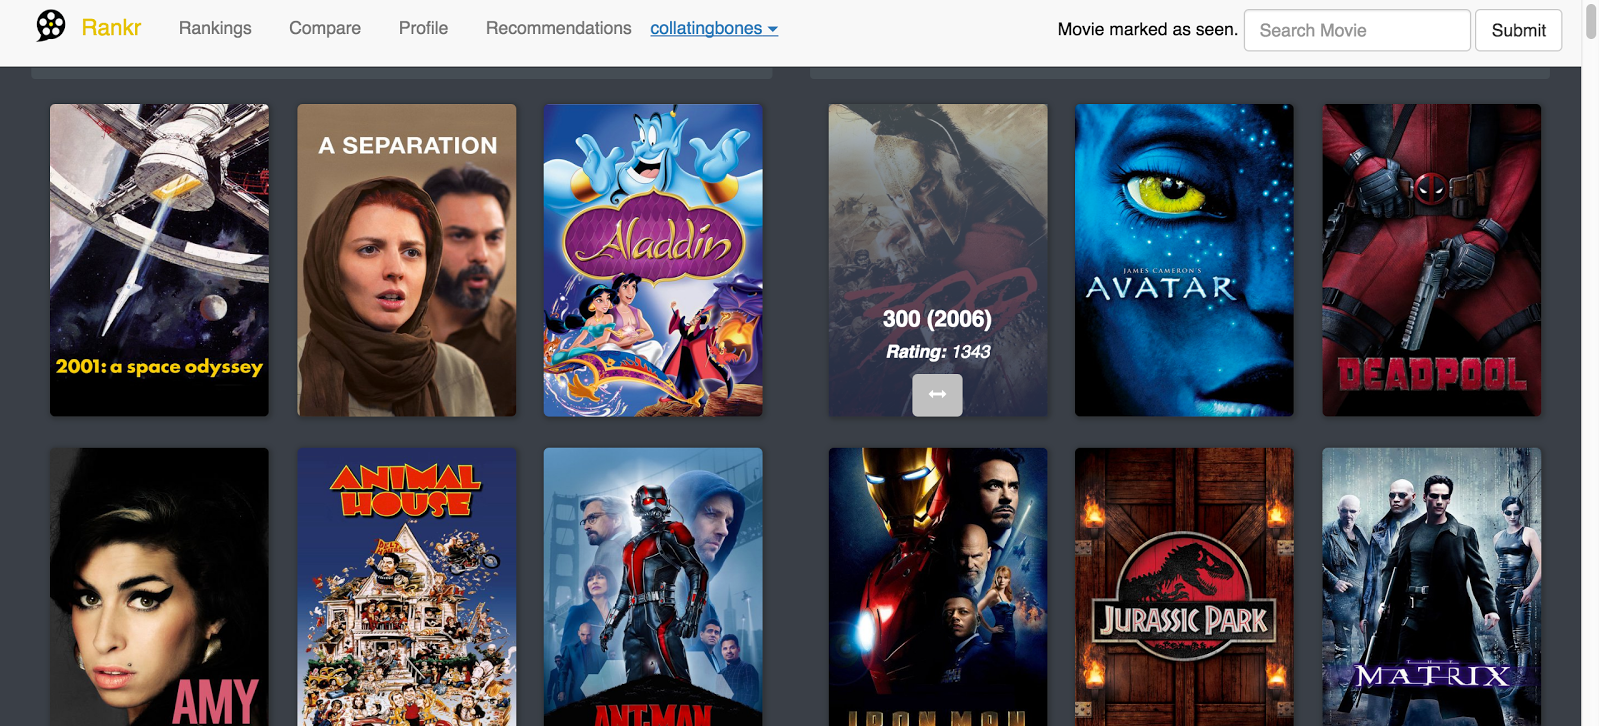 Rankr Rankings Compare Profile Recommendations collatingbones Movie marked as seen. Search Movie Submit
2001: a space odyssey
A SEPARATION
Aladdin
300
300 (2006)
Rating: 1343
JAMES CAMERON'S
AVATAR
DEADPOOL
AMY
ANIMAL
HOUSE
ANT-MAN
IRON MAN
JURASSIC PARK
THE
MATRIX